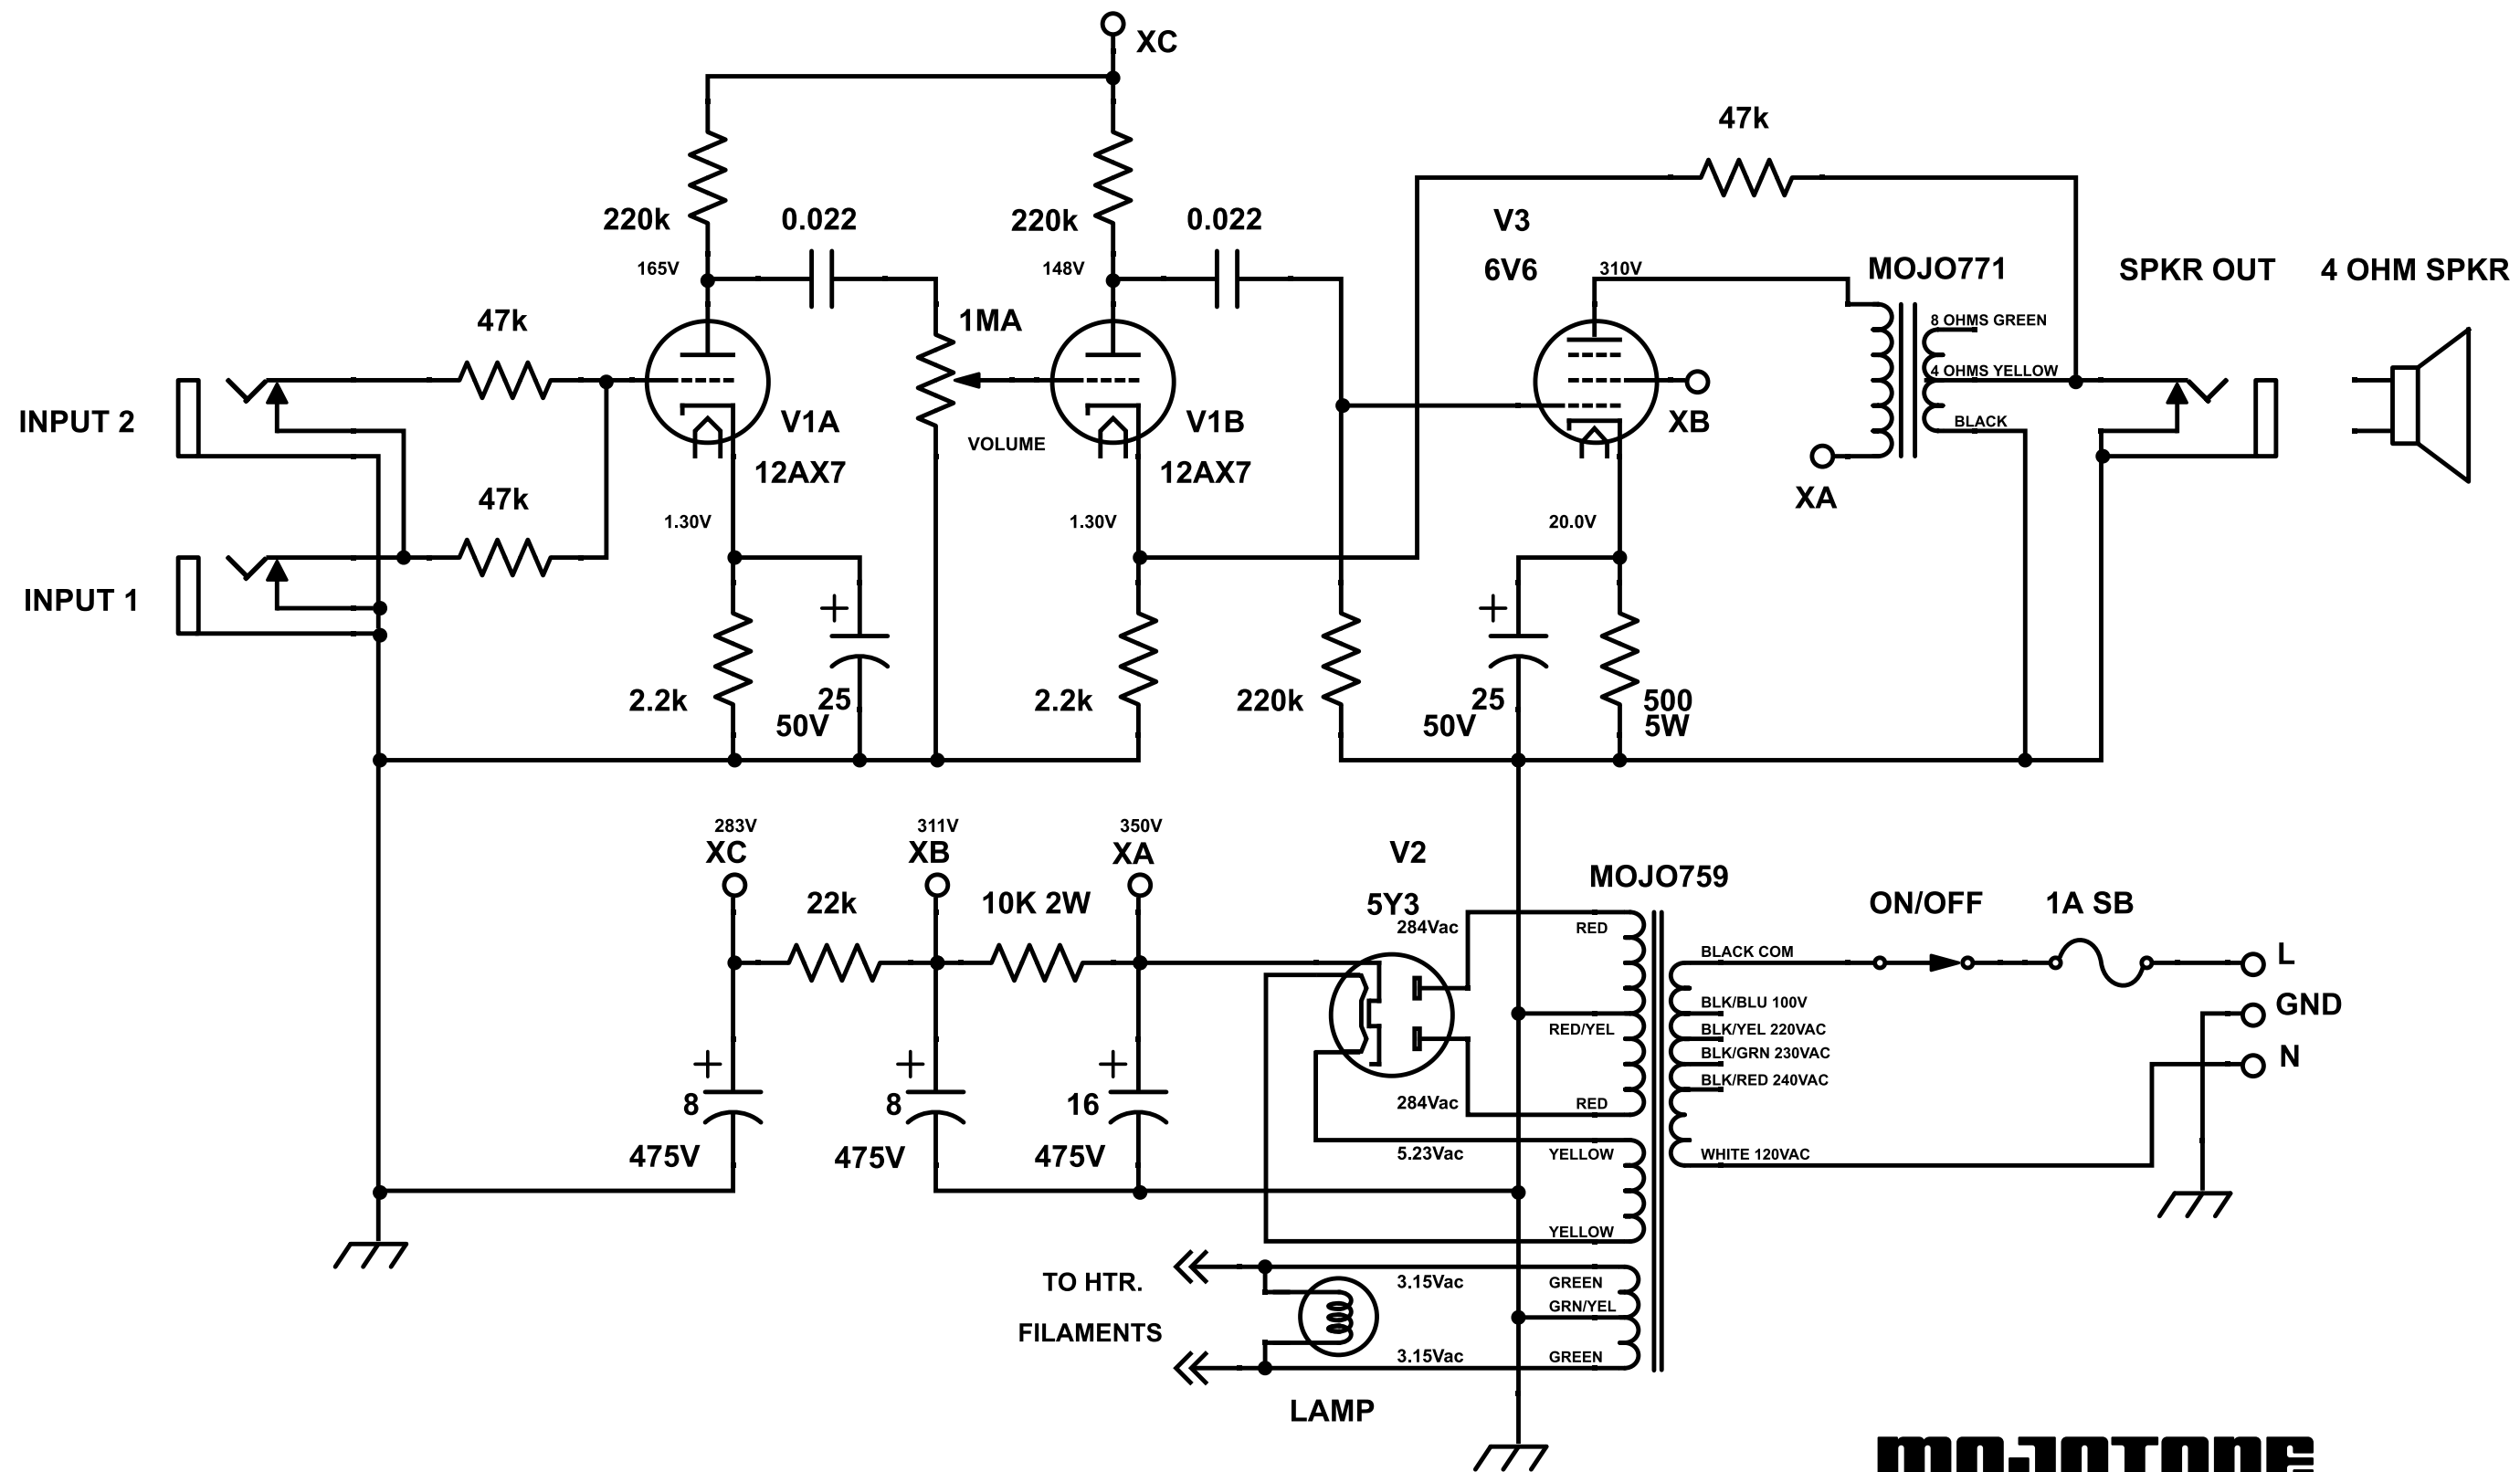 XC
47k
220k
0.022
220k
0.022
V3
165V
148V
6V6
310V
MOJO771
SPKR OUT
4 OHM SPKR
47k
1MA
8 OHMS GREEN
4 OHMS YELLOW
INPUT 2
V1A
VOLUME
V1B
XB
BLACK
12AX7
12AX7
47k
XA
1.30V
1.30V
20.0V
INPUT 1
2.2k
25
50V
2.2k
220k
25
50V
500
5W
283V
311V
350V
XC
XB
XA
V2
MOJO759
22k
10K 2W
5Y3
ON/OFF
1A SB
284Vac
RED
BLACK COM
L
BLK/BLU 100V
GND
RED/YEL
BLK/YEL 220VAC
BLK/GRN 230VAC
N
BLK/RED 240VAC
8
8
16
284Vac
RED
475V
475V
475V
5.23Vac
YELLOW
WHITE 120VAC
YELLOW
TO HTR.
3.15Vac
GREEN
GRN/YEL
FILAMENTS
3.15Vac
GREEN
LAMP
MOJOTONE